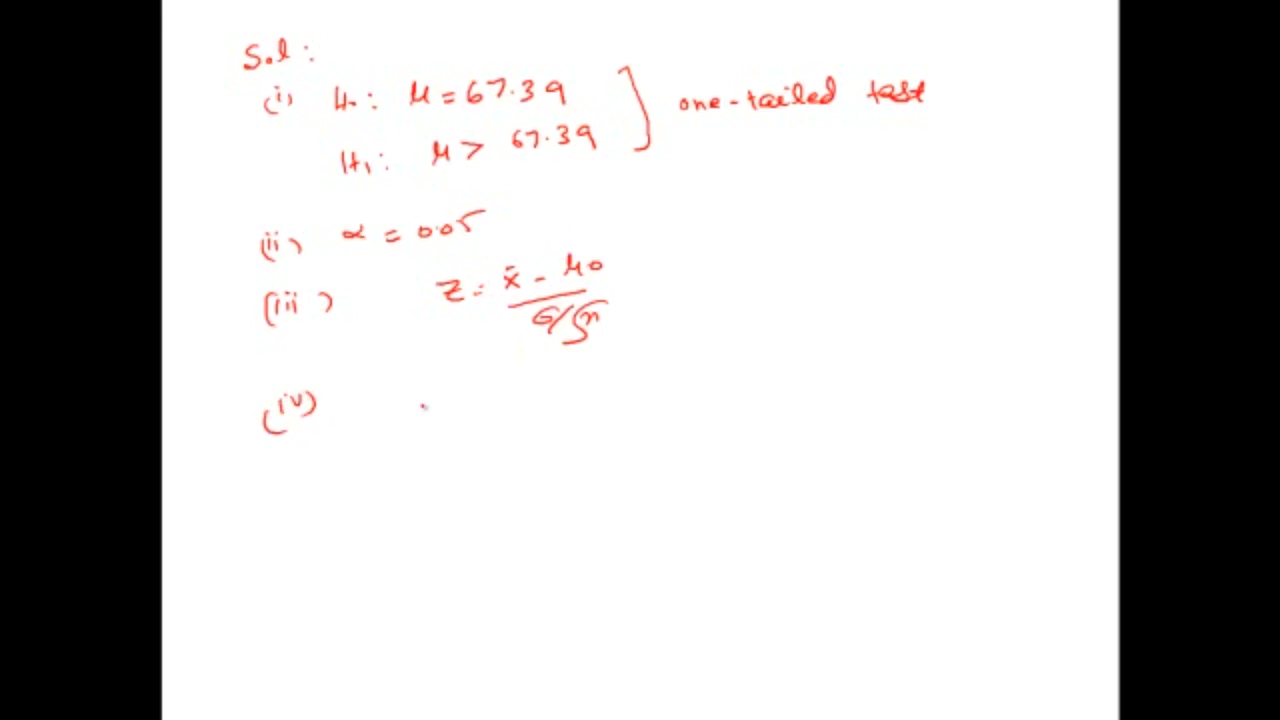 Sol :
(i) H₀ : μ = 67.39
one-tailed test
H₁ : μ > 67.39
(ii) α = 0.05
(iii) Z = x̄ - μ₀ / σ/√n
(iv)